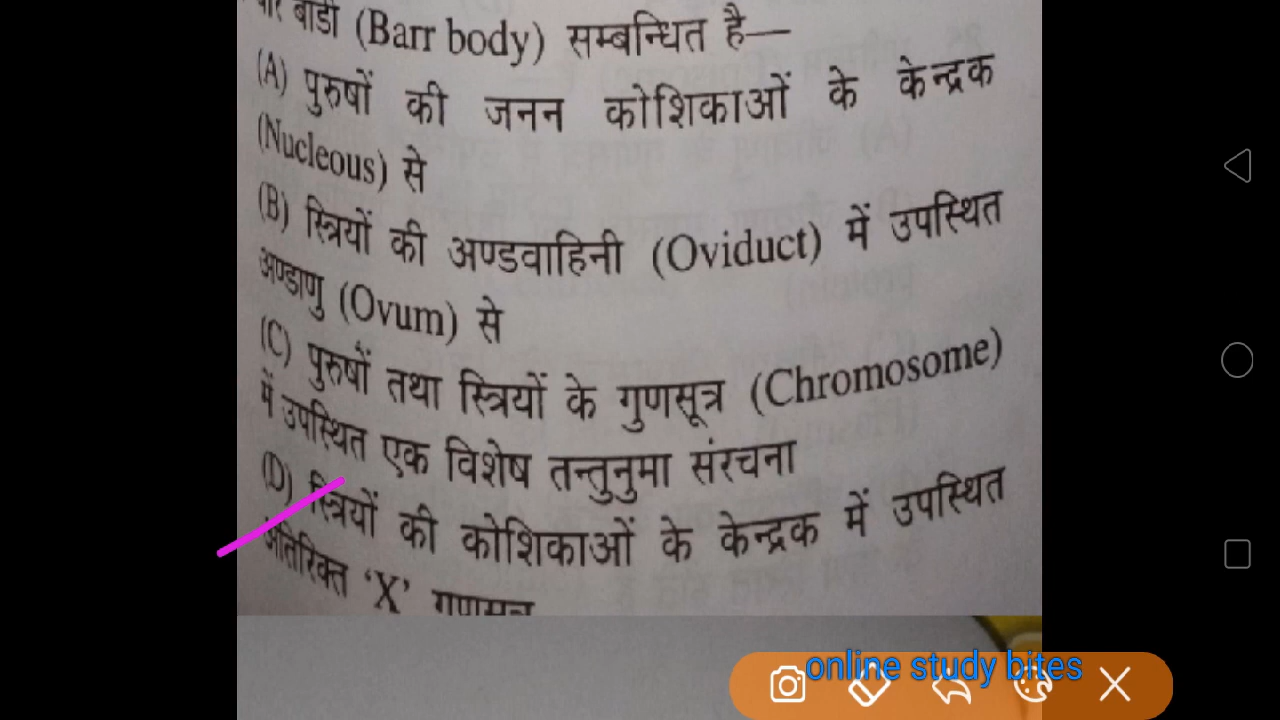 बार बॉडी (Barr body) सम्बन्धित है—
(A) पुरुषों की जनन कोशिकाओं के केन्द्रक
(Nucleous) से
(B) स्त्रियों की अण्डवाहिनी (Oviduct) में उपस्थित
अण्डाणु (Ovum) से
(C) पुरुषों तथा स्त्रियों के गुणसूत्र (Chromosome)
में उपस्थित एक विशेष तन्तुनुमा संरचना
(D) स्त्रियों की कोशिकाओं के केन्द्रक में उपस्थित
अतिरिक्त ‘X’ गुणसूत्र
online study bites